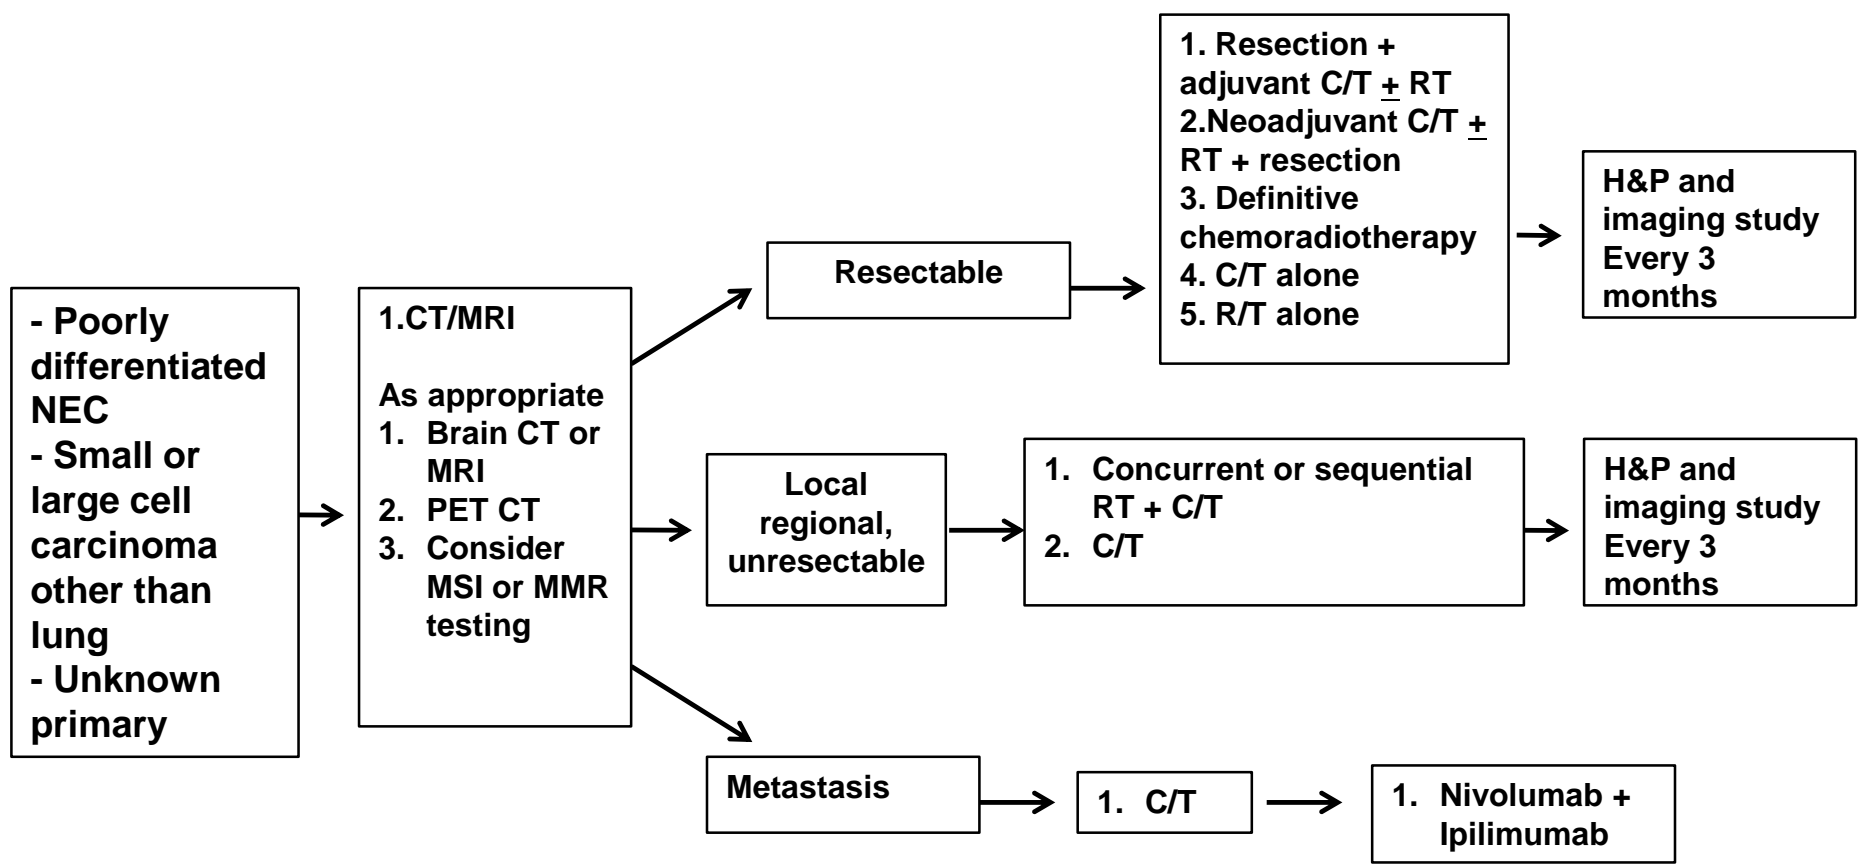 - Poorly
differentiated
NEC
- Small or
large cell
carcinoma
other than
lung
- Unknown
primary
1.CT/MRI
As appropriate
1. Brain CT or
MRI
2. PET CT
3. Consider
MSI or MMR
testing
Resectable
1. Resection +
adjuvant C/T ± RT
2.Neoadjuvant C/T ±
RT + resection
3. Definitive
chemoradiotherapy
4. C/T alone
5. R/T alone
H&P and
imaging study
Every 3
months
Local
regional,
unresectable
1. Concurrent or sequential
RT + C/T
2. C/T
H&P and
imaging study
Every 3
months
Metastasis
1. C/T
1. Nivolumab +
Ipilimumab